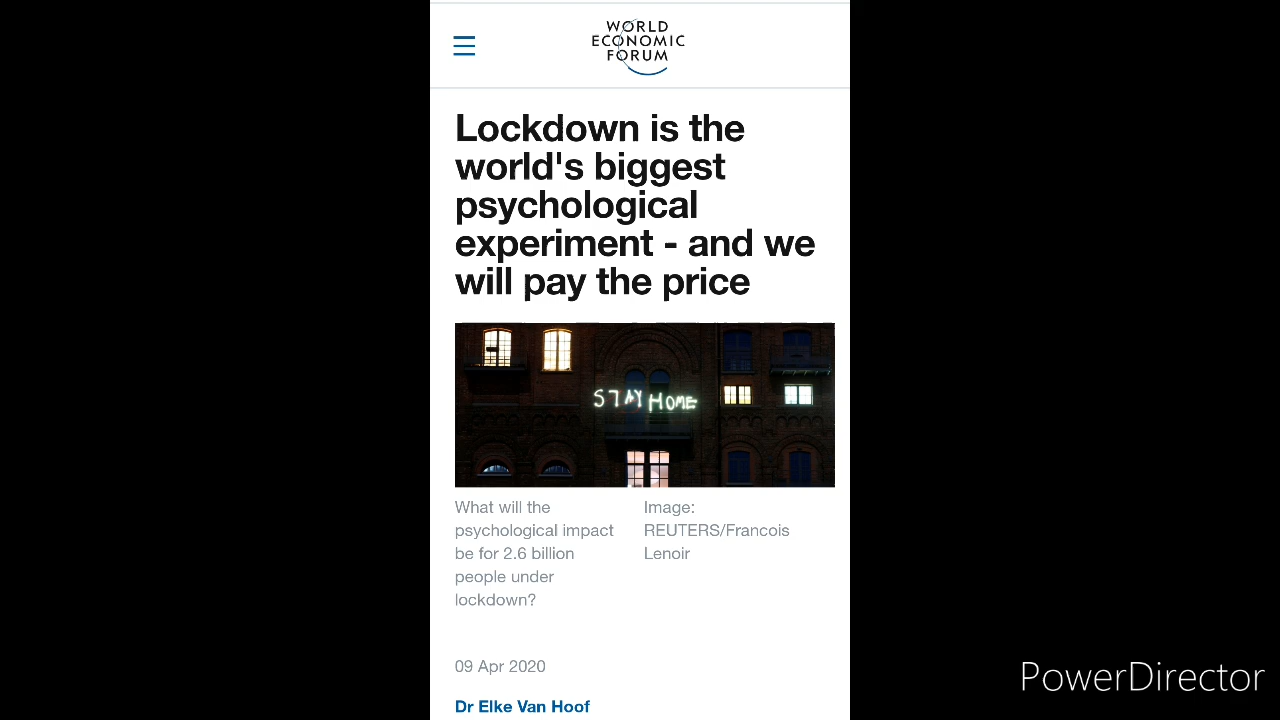 WORLD
ECONOMIC
FORUM
Lockdown is the
world's biggest
psychological
experiment - and we
will pay the price
STAY HOME
What will the
psychological impact
be for 2.6 billion
people under
lockdown?
Image:
REUTERS/Francois
Lenoir
09 Apr 2020
Dr Elke Van Hoof
PowerDirector